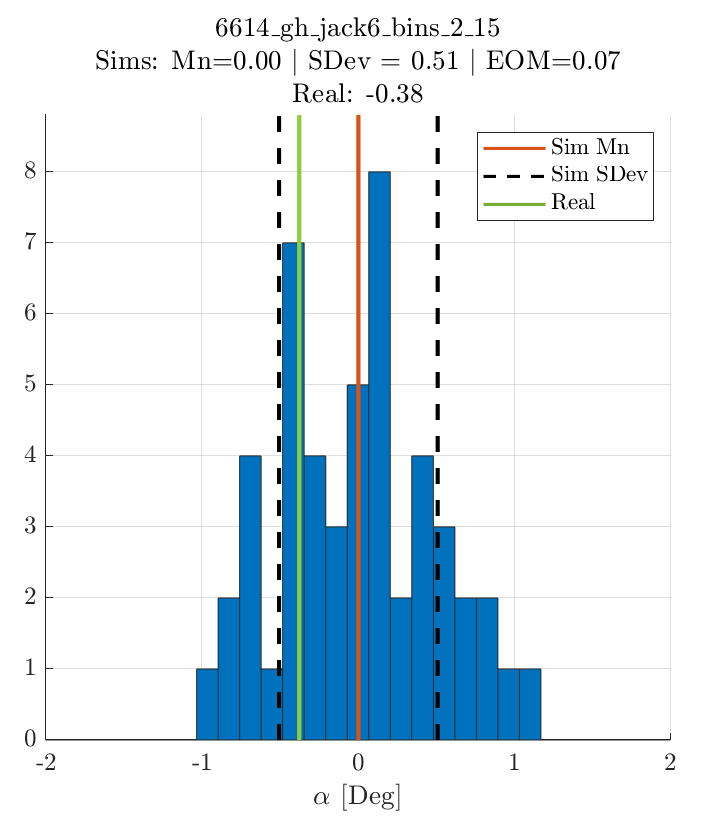 6614_gh_jack6_bins_2_15
Sims: Mn=0.00 | SDev = 0.51 | EOM=0.07
Real: -0.38
Sim Mn
Sim SDev
Real
8
7
6
5
4
3
2
1
0
-2 -1 0 1 2
α [Deg]